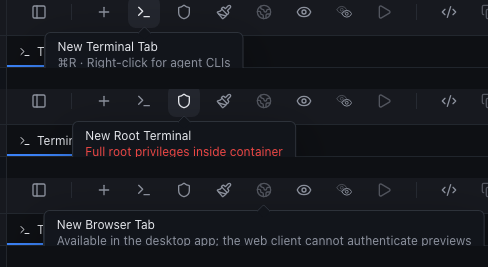 New Terminal Tab
>_ T
⌘R · Right-click for agent CLIs
New Root Terminal
>_ Termin
Full root privileges inside container
New Browser Tab
>_ T
Available in the desktop app; the web client cannot authenticate previews